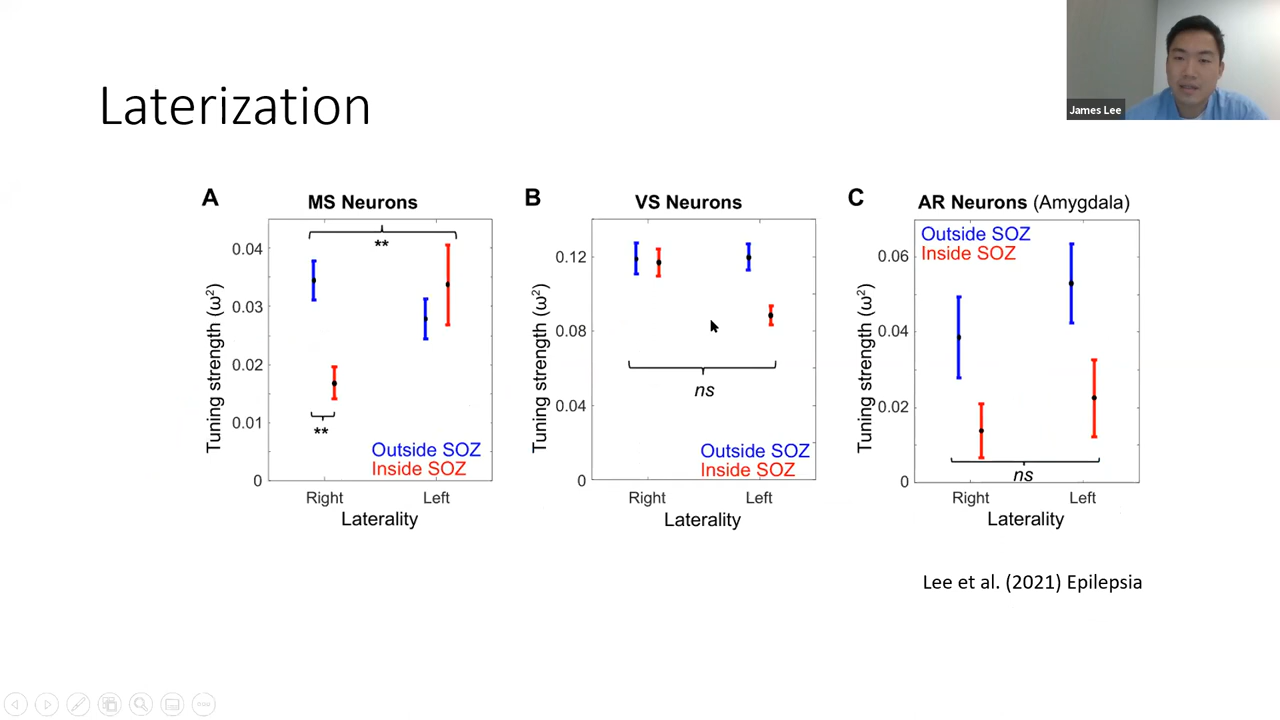 James Lee
Laterization
A
MS Neurons
Tuning strength (ω²)
0.04
0.03
0.02
0.01
0
**
**
Outside SOZ
Inside SOZ
Right
Left
Laterality
B
VS Neurons
Tuning strength (ω²)
0.12
0.08
0.04
0
ns
Outside SOZ
Inside SOZ
Right
Left
Laterality
C
AR Neurons (Amygdala)
Outside SOZ
Inside SOZ
Tuning strength (ω²)
0.06
0.04
0.02
0
ns
Right
Left
Laterality
Lee et al. (2021) Epilepsia